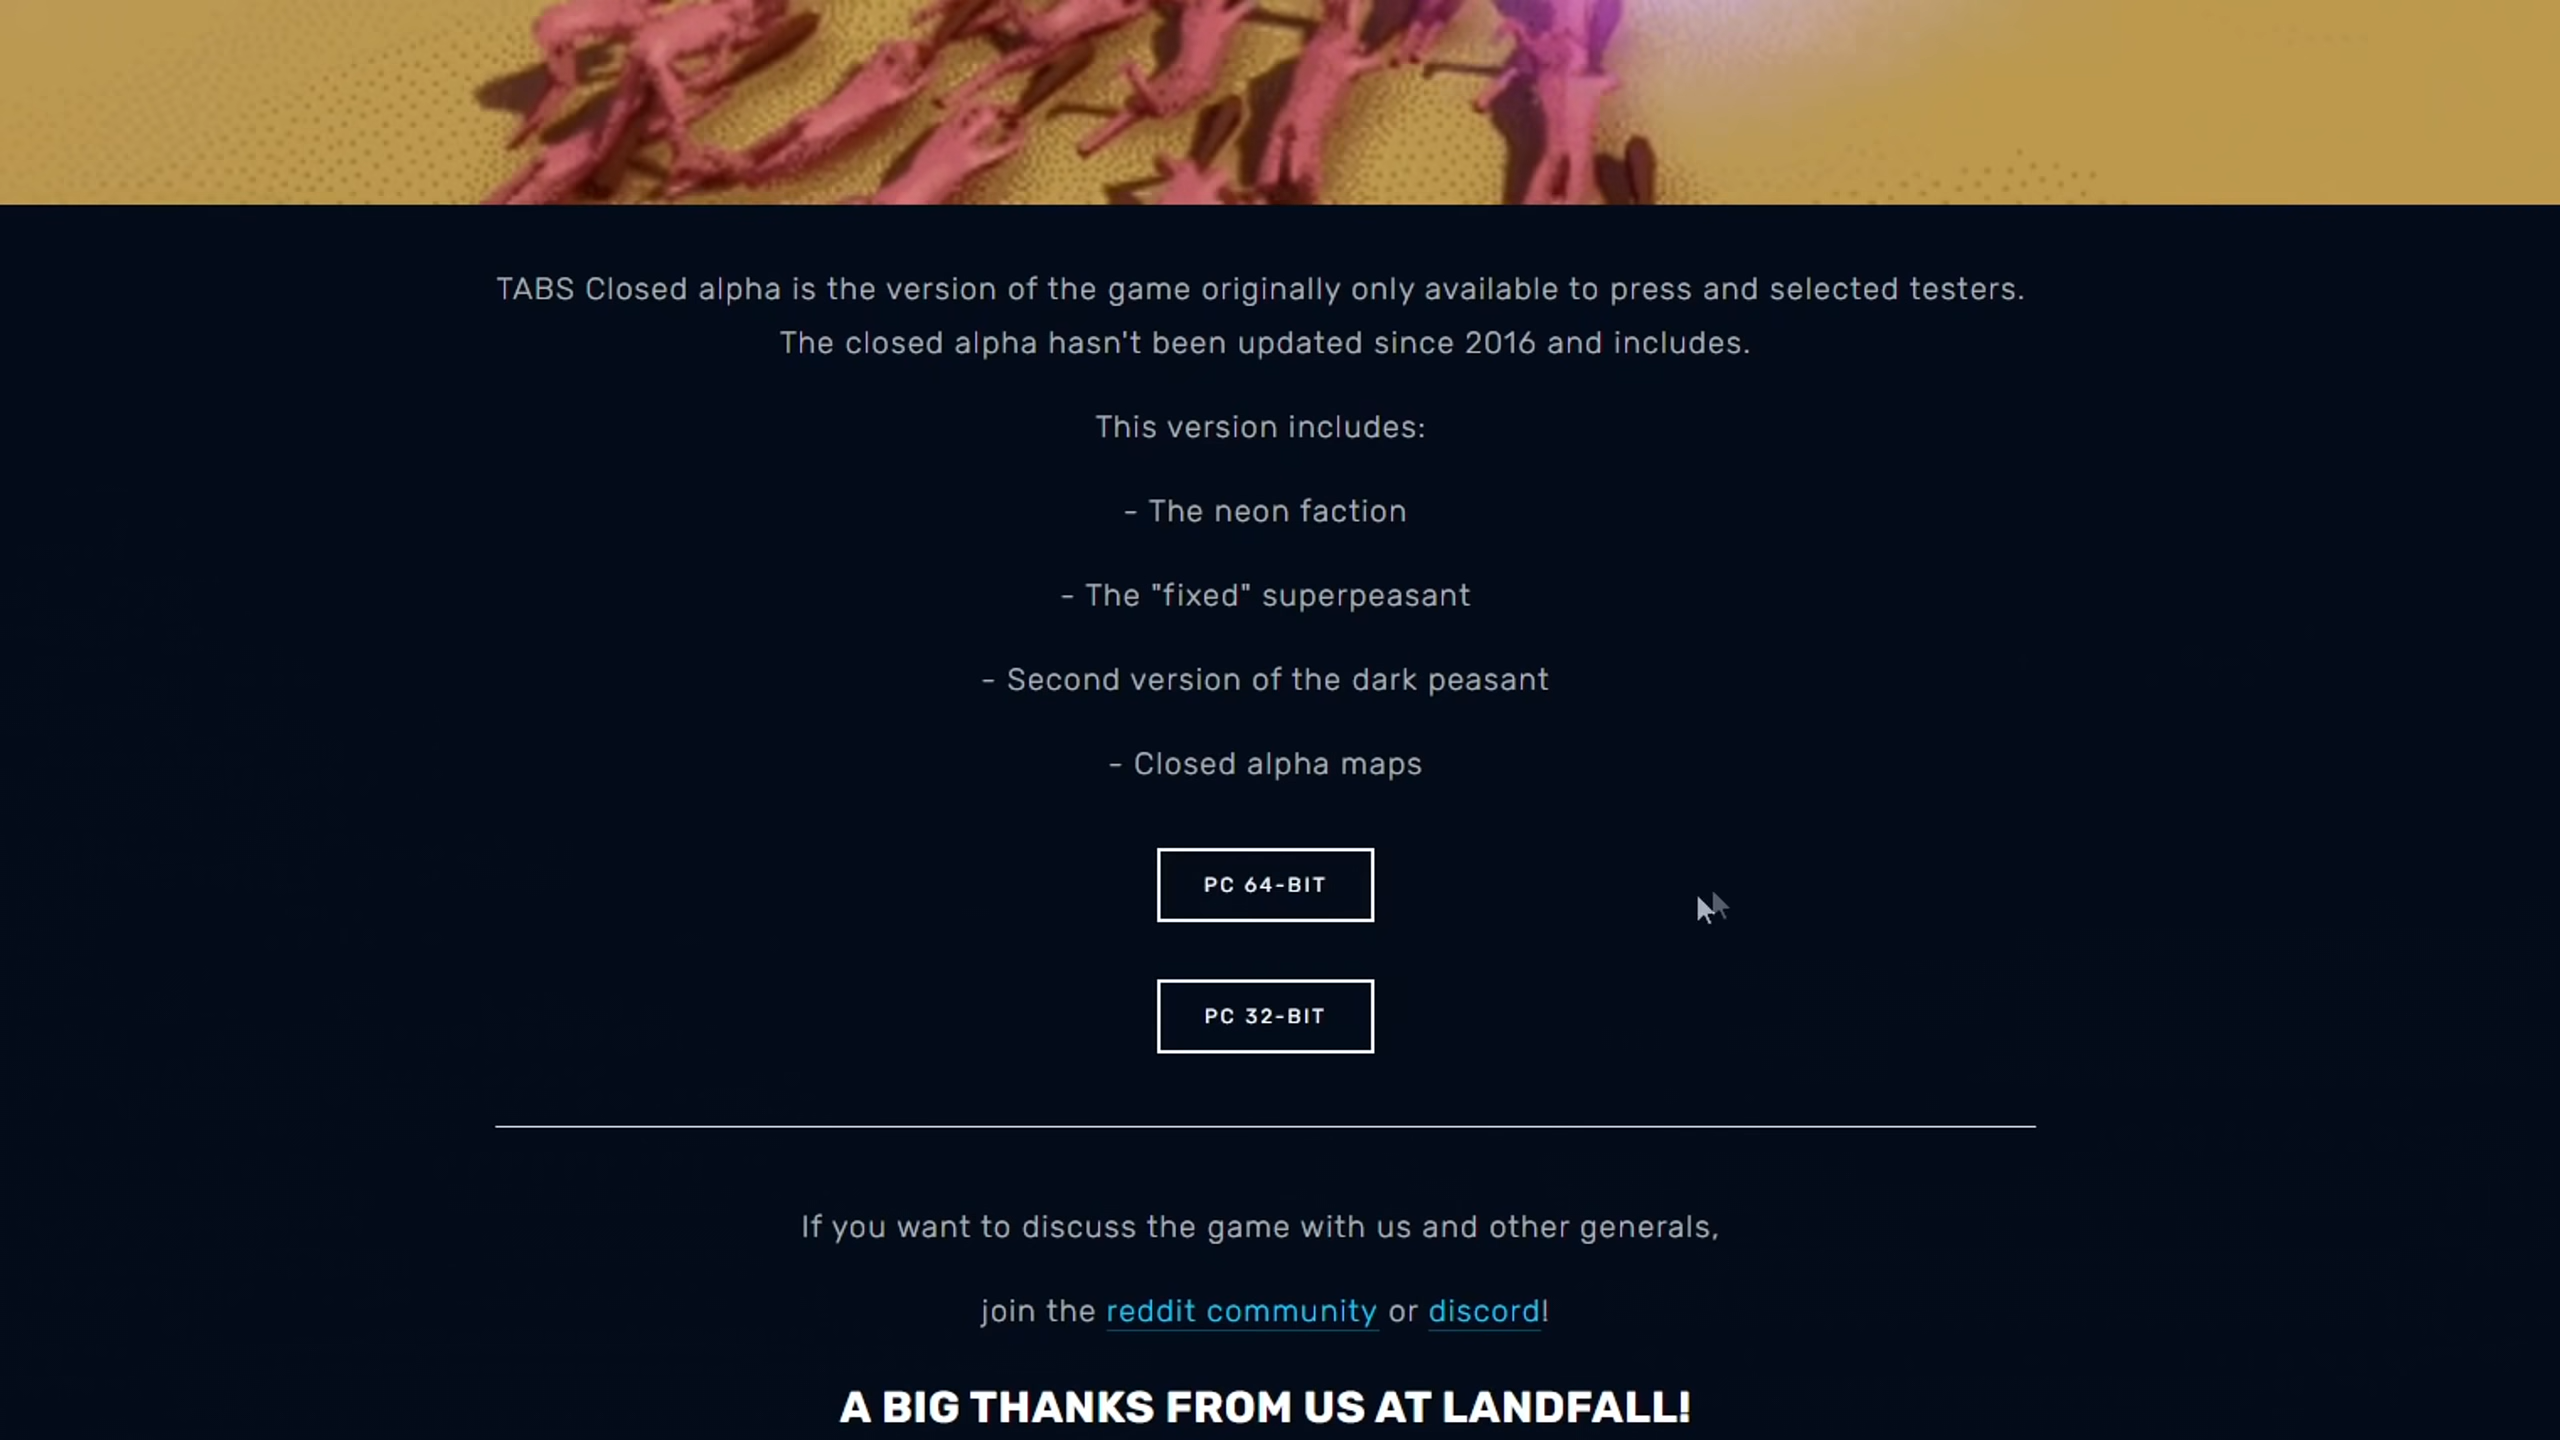 TABS Closed alpha is the version of the game originally only available to press and selected testers.
The closed alpha hasn't been updated since 2016 and includes.
This version includes:
- The neon faction
- The "fixed" superpeasant
- Second version of the dark peasant
- Closed alpha maps
PC 64-BIT
PC 32-BIT
If you want to discuss the game with us and other generals,
join the reddit community or discord!
A BIG THANKS FROM US AT LANDFALL!